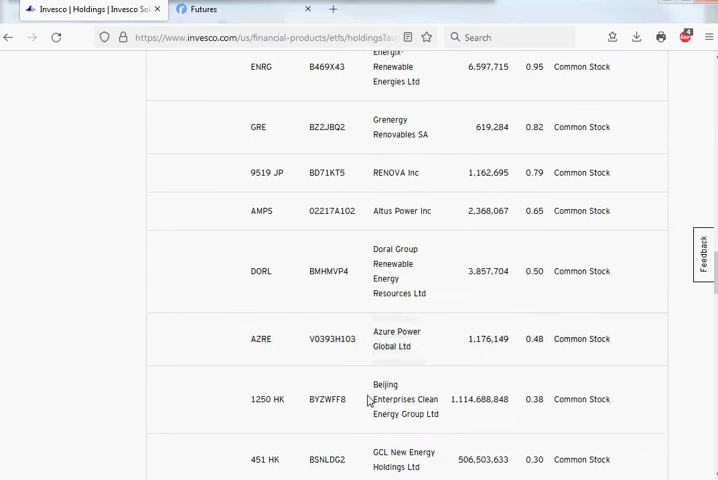 Invesco | Holdings | Invesco Sol
Futures
https://www.invesco.com/us/financial-products/etfs/holdings?au
Search
4
Energix-
ENRG B469X43 Renewable 6,597,715 0.95 Common Stock
Energies Ltd
Grenergy
GRE BZ2JBQ2 619,284 0.82 Common Stock
Renovables SA
9519 JP BD71KT5 RENOVA Inc 1,162,695 0.79 Common Stock
AMPS 02217A102 Altus Power Inc 2,368,067 0.65 Common Stock
Feedback
Doral Group
Renewable
DORL BMHMVP4 3,857,704 0.50 Common Stock
Energy
Resources Ltd
Azure Power
AZRE V0393H103 1,176,149 0.48 Common Stock
Global Ltd
Beijing
1250 HK BYZWFF8 Enterprises Clean 1,114,688,848 0.38 Common Stock
Energy Group Ltd
GCL New Energy
451 HK BSNLDG2 506,503,633 0.30 Common Stock
Holdings Ltd